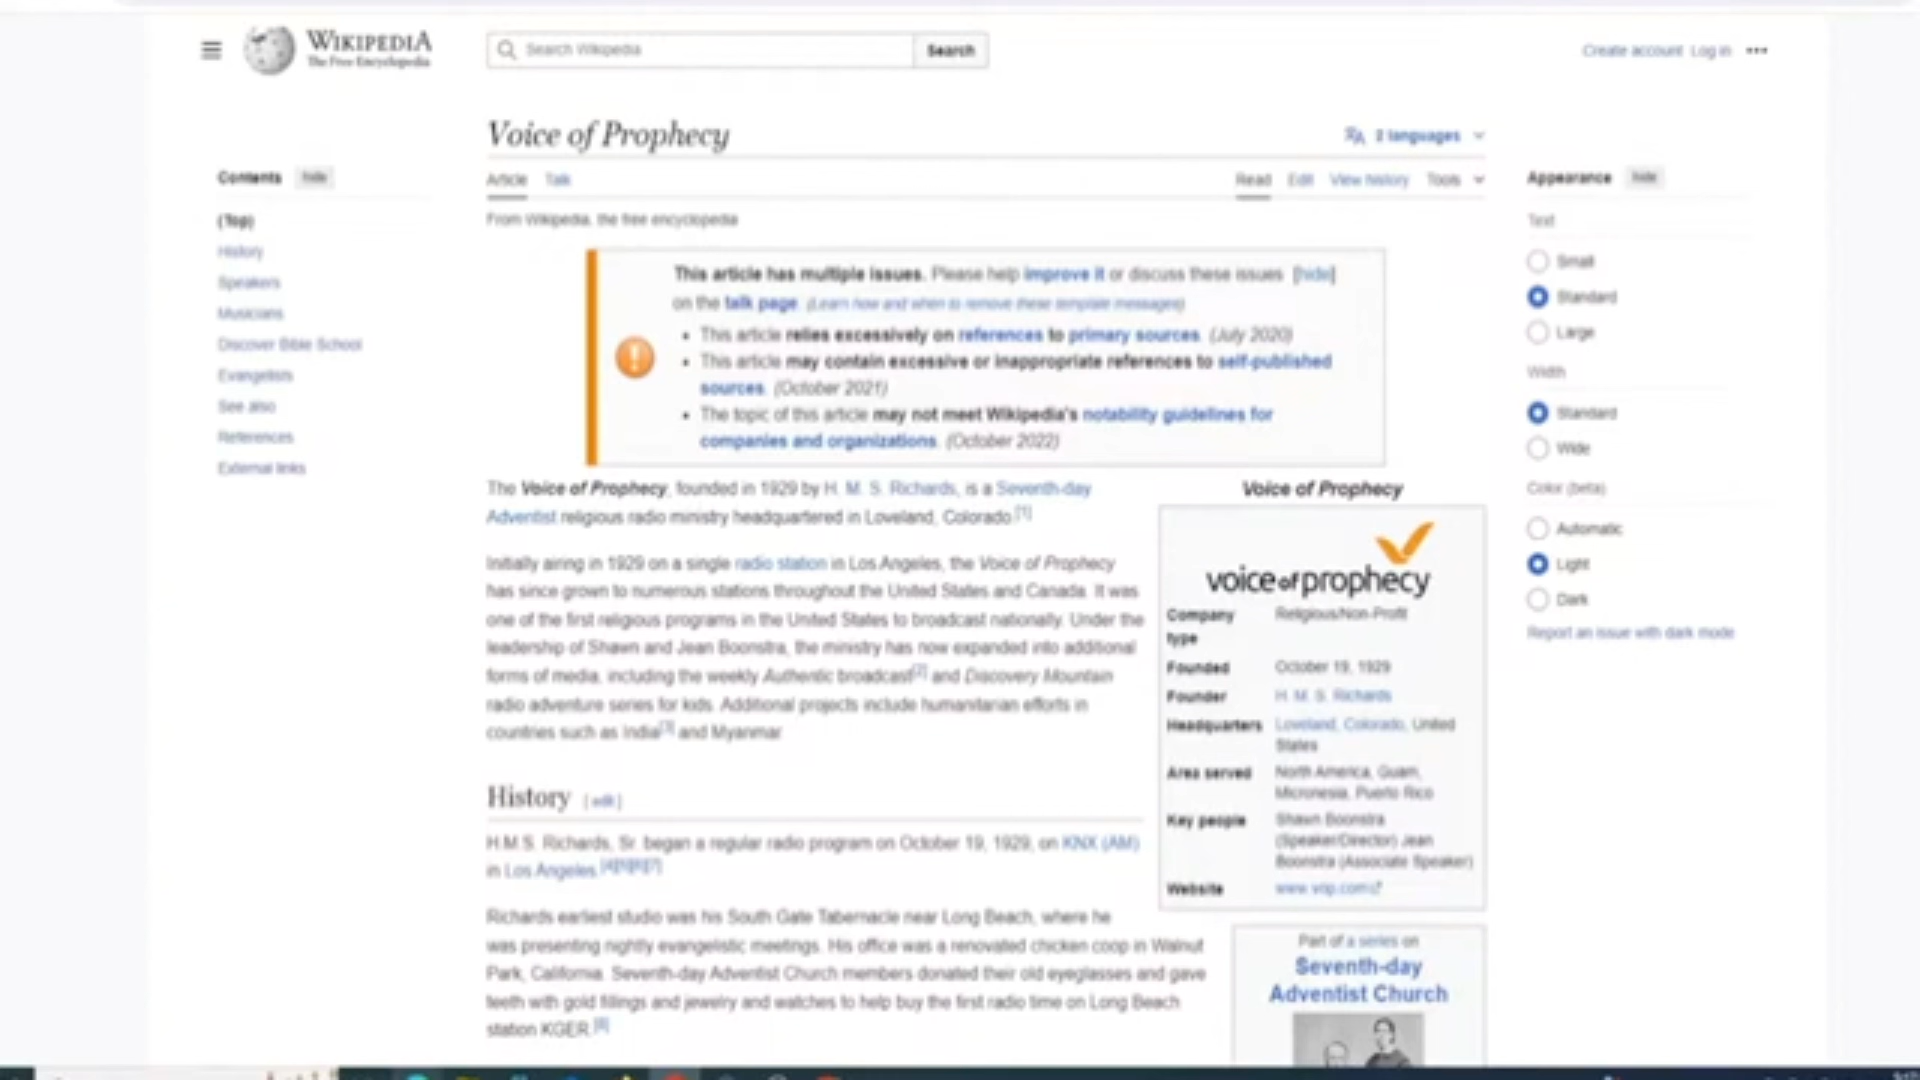 WIKIPEDIA
The Free Encyclopedia
Search Wikipedia
Search
Create account Log in
Voice of Prophecy
2 languages
Contents hide
(Top)
History
Speakers
Musicians
Discover Bible School
Evangelists
See also
References
External links
Article Talk
Read Edit View history Tools
From Wikipedia, the free encyclopedia
This article has multiple issues. Please help improve it or discuss these issues [hide]
on the talk page. (Learn how and when to remove these template messages)
• This article relies excessively on references to primary sources. (July 2020)
• This article may contain excessive or inappropriate references to self-published
sources. (October 2021)
• The topic of this article may not meet Wikipedia's notability guidelines for
companies and organizations. (October 2022)
The Voice of Prophecy, founded in 1929 by H. M. S. Richards, is a Seventh-day
Adventist religious radio ministry headquartered in Loveland, Colorado.[1]
Initially airing in 1929 on a single radio station in Los Angeles, the Voice of Prophecy
has since grown to numerous stations throughout the United States and Canada. It was
one of the first religious programs in the United States to broadcast nationally. Under the
leadership of Shawn and Jean Boonstra, the ministry has now expanded into additional
forms of media, including the weekly Authentic broadcast[2] and Discovery Mountain
radio adventure series for kids. Additional projects include humanitarian efforts in
countries such as India[3] and Myanmar
History [edit]
H.M.S. Richards, Sr. began a regular radio program on October 19, 1929, on KNX (AM)
in Los Angeles.[4][5][6][7]
Richards earliest studio was his South Gate Tabernacle near Long Beach, where he
was presenting nightly evangelistic meetings. His office was a renovated chicken coop in Walnut
Park, California. Seventh-day Adventist Church members donated their old eyeglasses and gave
teeth with gold fillings and jewelry and watches to help buy the first radio time on Long Beach
station KGER.[8]
Voice of Prophecy
voice of prophecy
Company type Religious/Non-Profit
Founded October 19, 1929
Founder H. M. S. Richards
Headquarters Loveland, Colorado, United
States
Area served North America, Guam,
Micronesia, Puerto Rico
Key people Shawn Boonstra
(Speaker/Director) Jean
Boonstra (Associate Speaker)
Website www.vop.com
Part of a series on
Seventh-day
Adventist Church
Appearance hide
Text
Small
Standard
Large
Width
Standard
Wide
Color (beta)
Automatic
Light
Dark
Report an issue with dark mode